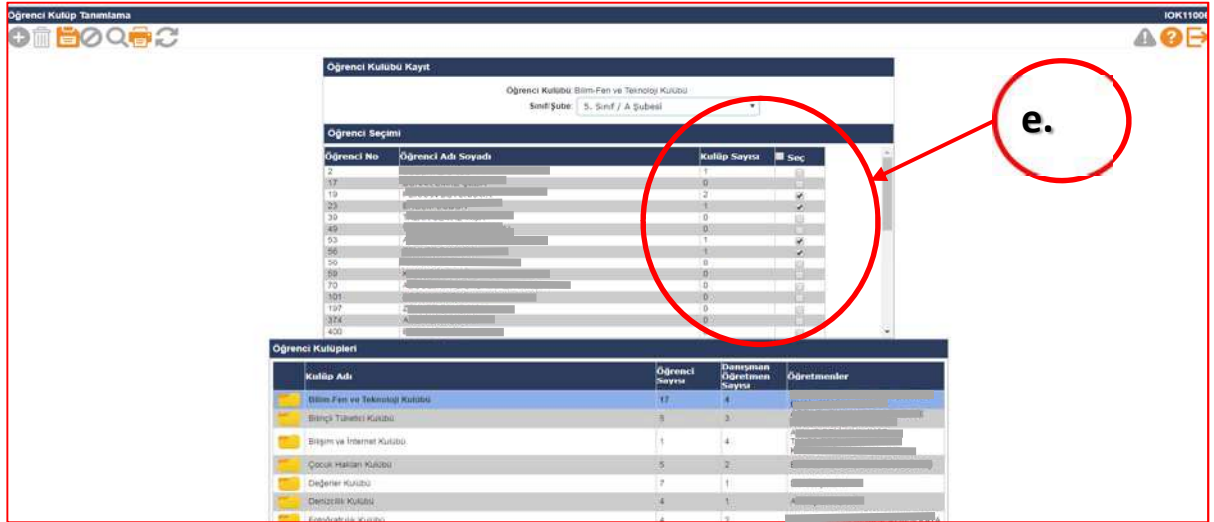 Öğrenci Kulüp Tanımlama IOK11006
Öğrenci Kulübü Kayıt
Öğrenci Kulübü: Bilim-Fen ve Teknoloji Kulübü
Sınıf/Şube: 5. Sınıf / A Şubesi
e.
Öğrenci Seçimi
Öğrenci No Öğrenci Adı Soyadı Kulüp Sayısı Seç
2 1
17 0
19 2
23 1
39 0
49 0
53 1
56 1
56 0
59 0
70 0
101 0
197 0
374 A 0
400
Öğrenci Kulüpleri
Kulüp Adı Öğrenci Sayısı Danışman Öğretmen Sayısı Öğretmenler
Bilim-Fen ve Teknoloji Kulübü 17 4
Bilinçli Tüketici Kulübü 5 3
Bilişim ve İnternet Kulübü 1 4
Çocuk Hakları Kulübü 5 2
Değerler Kulübü 7 1
Denizcilik Kulübü 4 1
Fotoğrafçılık Kulübü 4